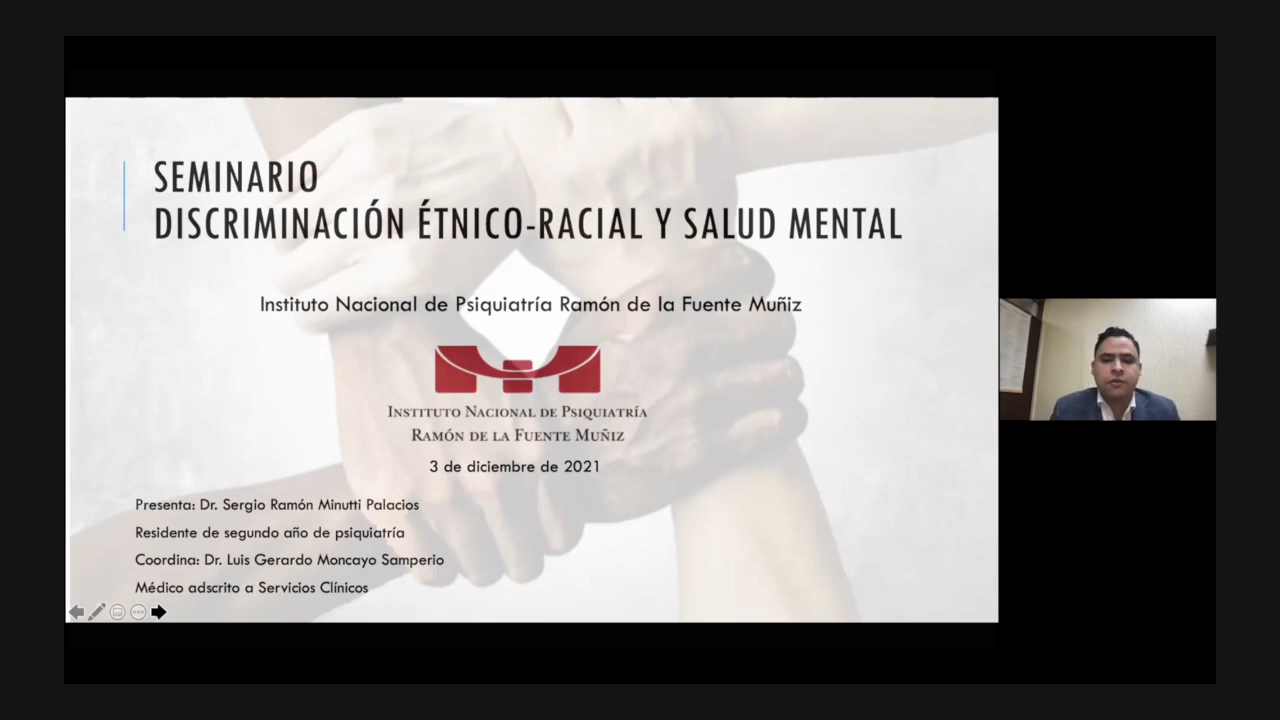 SEMINARIO
DISCRIMINACIÓN ÉTNICO-RACIAL Y SALUD MENTAL
Instituto Nacional de Psiquiatría Ramón de la Fuente Muñiz
INSTITUTO NACIONAL DE PSIQUIATRÍA
RAMÓN DE LA FUENTE MUÑIZ
3 de diciembre de 2021
Presenta: Dr. Sergio Ramón Minutti Palacios
Residente de segundo año de psiquiatría
Coordina: Dr. Luis Gerardo Moncayo Samperio
Médico adscrito a Servicios Clínicos